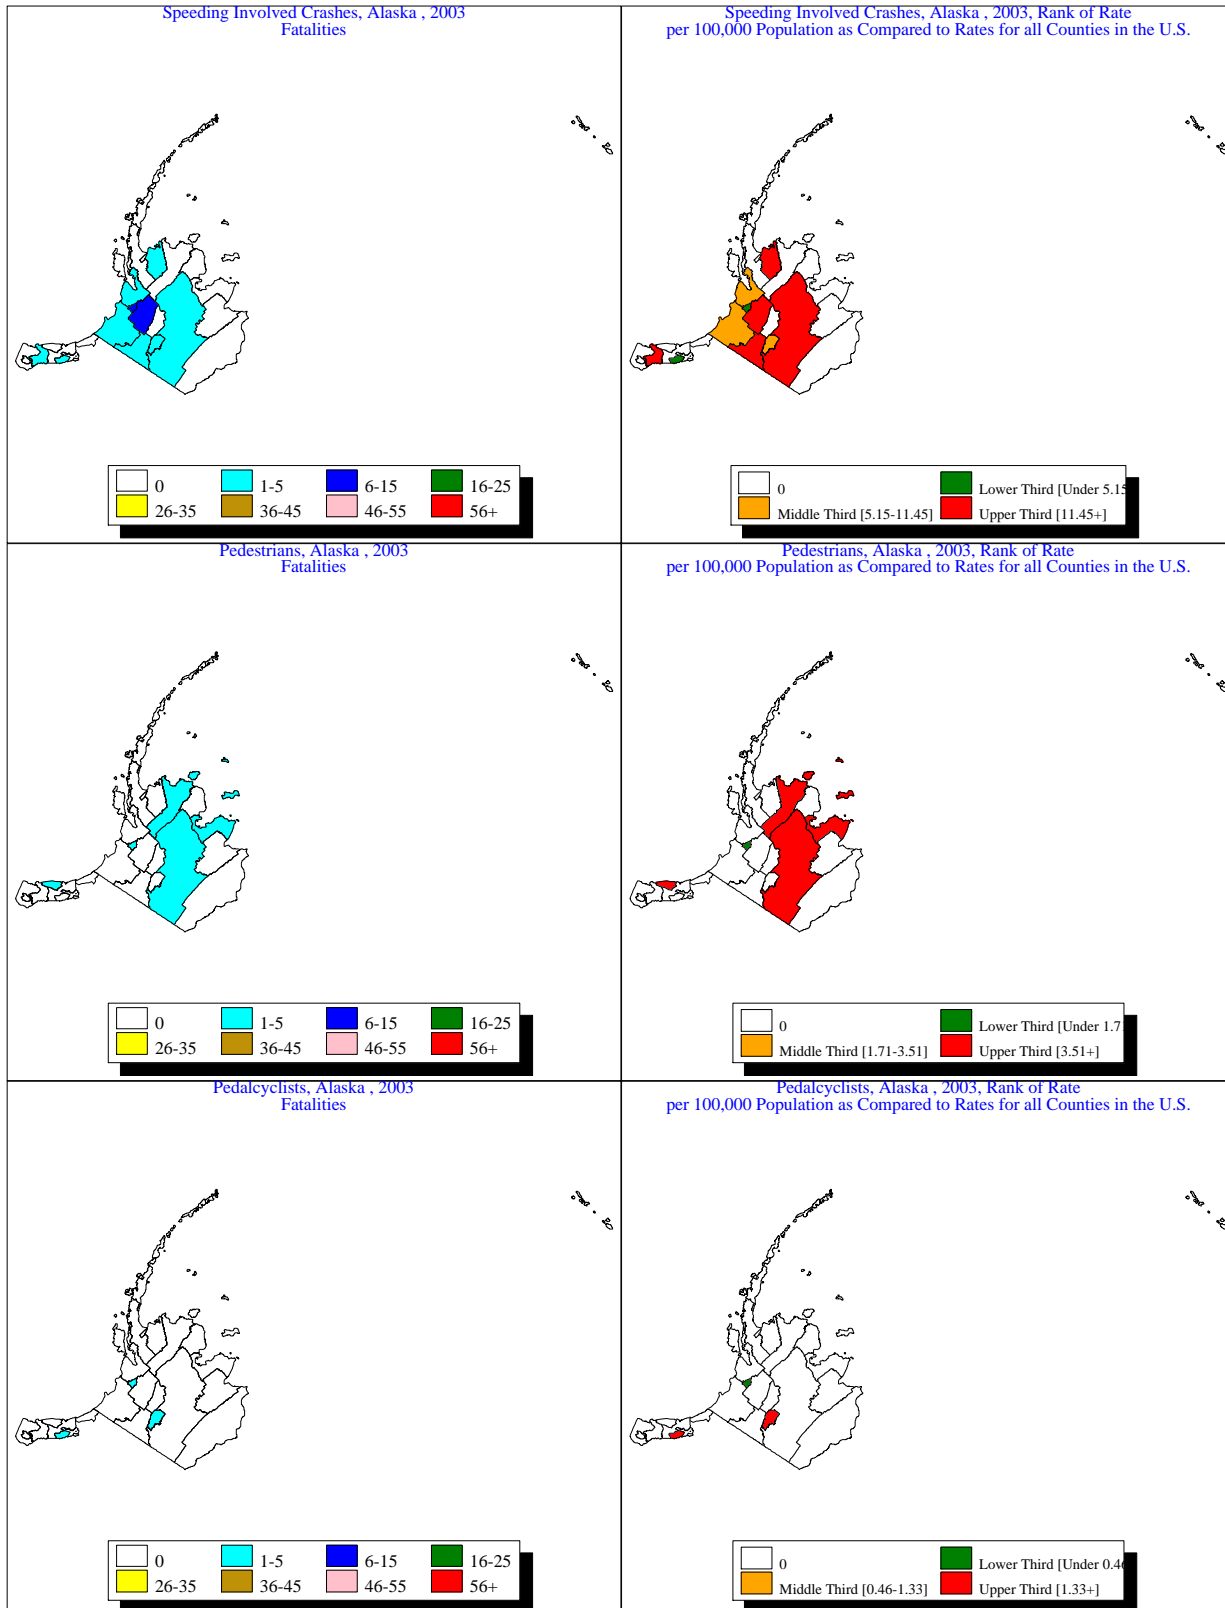 Speeding Involved Crashes, Alaska , 2003
Fatalities
0
1-5
6-15
16-25
26-35
36-45
46-55
56+
Speeding Involved Crashes, Alaska , 2003, Rank of Rate
per 100,000 Population as Compared to Rates for all Counties in the U.S.
0
Lower Third [Under 5.15
Middle Third [5.15-11.45]
Upper Third [11.45+]
Pedestrians, Alaska , 2003
Fatalities
0
1-5
6-15
16-25
26-35
36-45
46-55
56+
Pedestrians, Alaska , 2003, Rank of Rate
per 100,000 Population as Compared to Rates for all Counties in the U.S.
0
Lower Third [Under 1.71
Middle Third [1.71-3.51]
Upper Third [3.51+]
Pedalcyclists, Alaska , 2003
Fatalities
0
1-5
6-15
16-25
26-35
36-45
46-55
56+
Pedalcyclists, Alaska , 2003, Rank of Rate
per 100,000 Population as Compared to Rates for all Counties in the U.S.
0
Lower Third [Under 0.46
Middle Third [0.46-1.33]
Upper Third [1.33+]